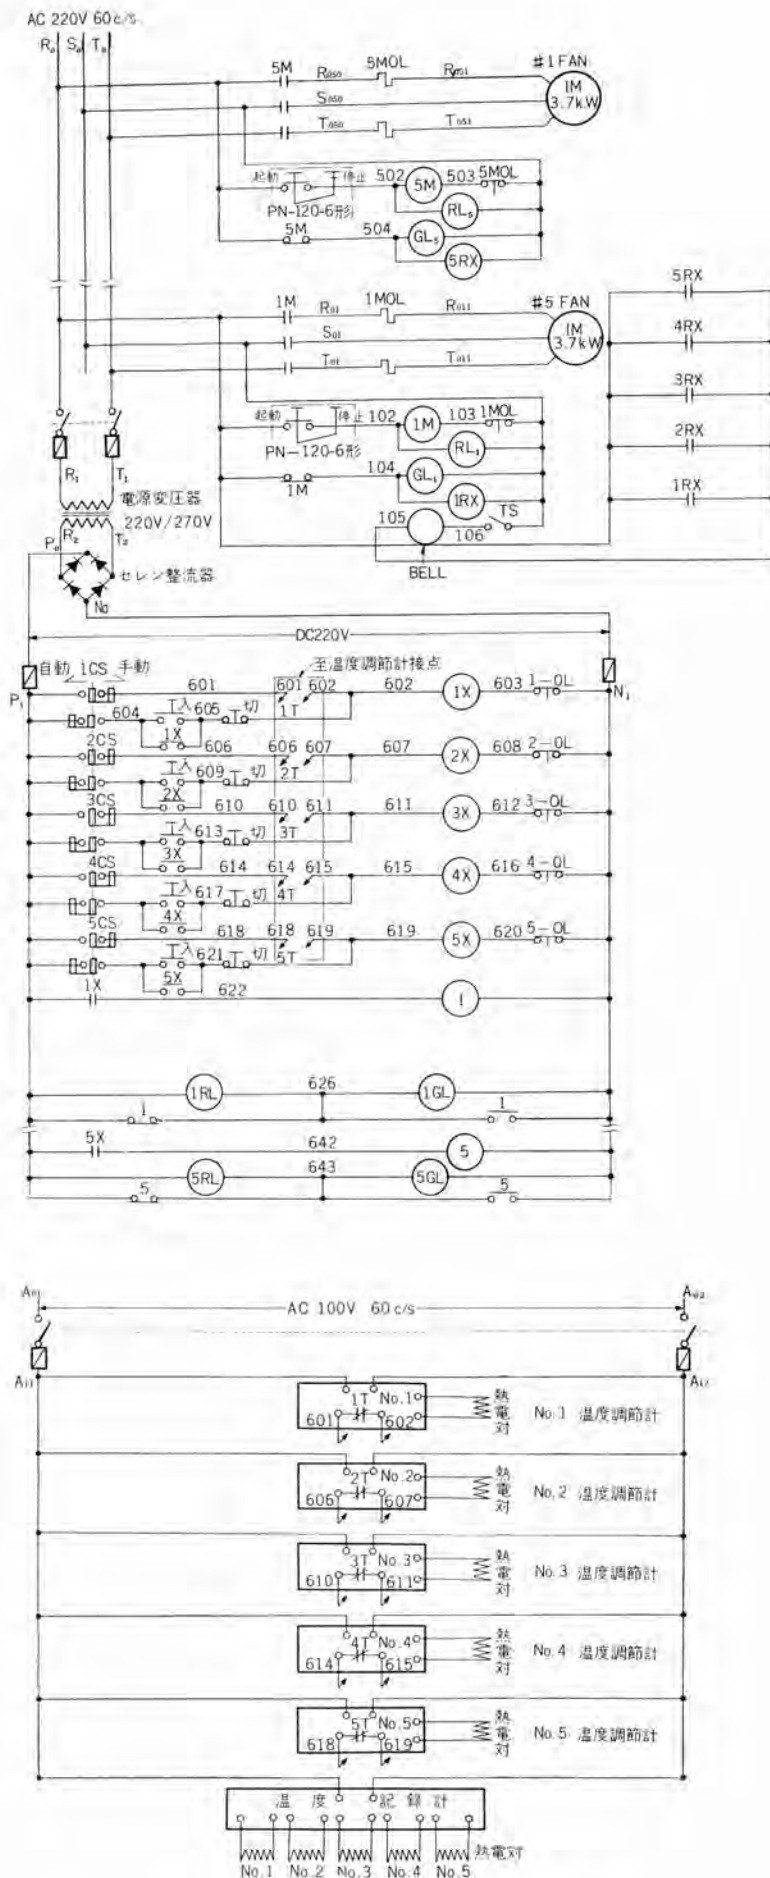 AC 220V 60c/s
R₀ S₀ T₀
5M R₀₅₀ 5MOL R₀₅₁ #1 FAN
IM
3.7kW
S₀₅₀
T₀₅₀ T₀₅₁
起動 停止 502 5M 503 5MOL
PN-120-6形 RL₅
5M 504 GL₅
5RX
1M R₀₁ 1MOL R₀₁₁ #5 FAN
IM
3.7kW
S₀₁
T₀₁ T₀₁₁
5RX
4RX
3RX
2RX
1RX
起動 停止 102 1M 103 1MOL
PN-120-6形 RL₁
104 GL₁
1M
1RX
105 TS
106
BELL
R₁ T₁
電源変圧器
220V/270V
R₂ T₂
P₀
セレン整流器
N₀
DC220V
自動 1CS 手動 至温度調節計接点
P₁ 601 601 602 602 1X 603 1-OL N₁
604 入 605 切 1T
1X
2CS 606 606 607 607 2X 608 2-OL
入 609 切 2T
2X
3CS 610 610 611 611 3X 612 3-OL
入 613 切 3T
3X
4CS 614 614 615 615 4X 616 4-OL
入 617 切 4T
4X
5CS 618 618 619 619 5X 620 5-OL
入 621 切 5T
5X
1X 622 1
1RL 626 1GL
1 1
5X 642 5
5RL 643 5GL
5 5
A₀₁ AC 100V 60c/s A₀₂
A₁₁ A₁₂
1T No.1 熱電対 No.1 温度調節計
601 602
2T No.2 熱電対 No.2 温度調節計
606 607
3T No.3 熱電対 No.3 温度調節計
610 611
4T No.4 熱電対 No.4 温度調節計
614 615
5T No.5 熱電対 No.5 温度調節計
618 619
温度記録計
熱電対
No.1 No.2 No.3 No.4 No.5